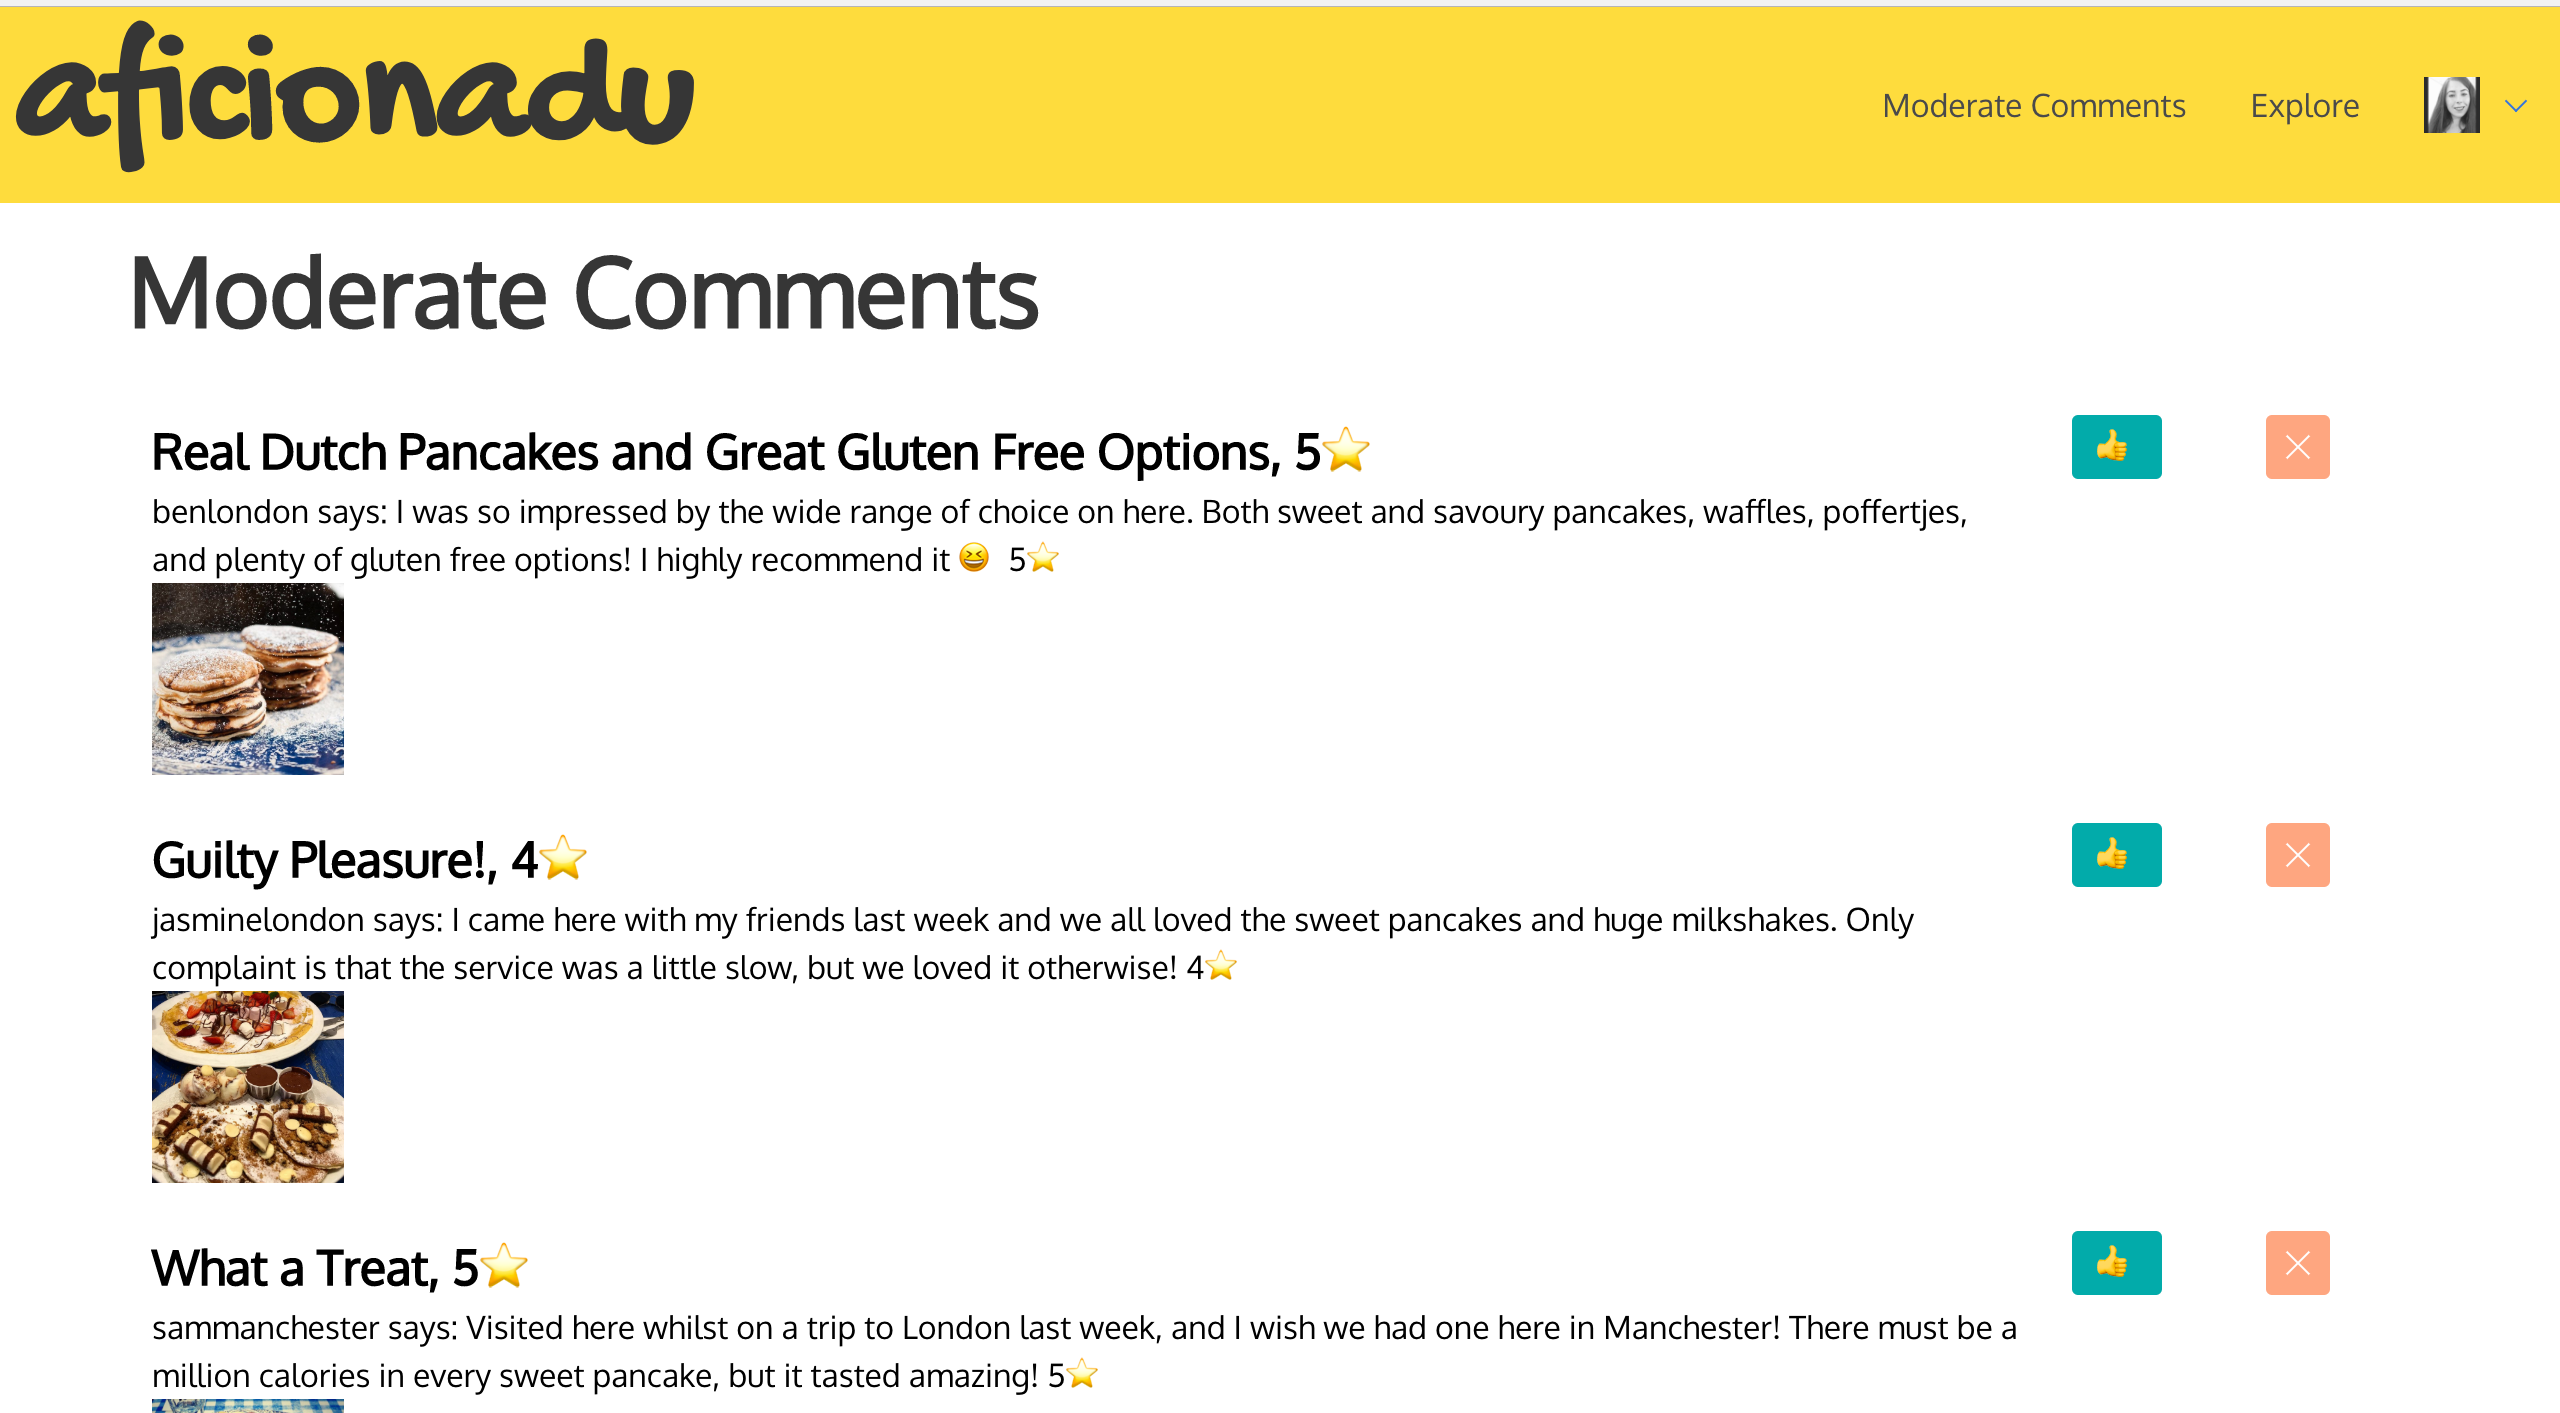 aficionadu
Moderate Comments
Explore
Moderate Comments
Real Dutch Pancakes and Great Gluten Free Options, 5⭐
benlondon says: I was so impressed by the wide range of choice on here. Both sweet and savoury pancakes, waffles, poffertjes,
and plenty of gluten free options! I highly recommend it 😆 5⭐
Guilty Pleasure!, 4⭐
jasminelondon says: I came here with my friends last week and we all loved the sweet pancakes and huge milkshakes. Only
complaint is that the service was a little slow, but we loved it otherwise! 4⭐
What a Treat, 5⭐
sammanchester says: Visited here whilst on a trip to London last week, and I wish we had one here in Manchester! There must be a
million calories in every sweet pancake, but it tasted amazing! 5⭐